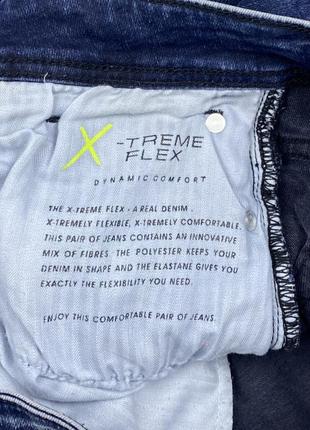 X-TREME
FLEX
DYNAMIC COMFORT
THE X-TREME FLEX - A REAL DENIM.
X-TREMELY FLEXIBLE, X-TREMELY COMFORTABLE.
THIS PAIR OF JEANS CONTAINS AN INNOVATIVE
MIX OF FIBRES. THE POLYESTER KEEPS YOUR
DENIM IN SHAPE AND THE ELASTANE GIVES YOU
EXACTLY THE FLEXIBILITY YOU NEED.
ENJOY THIS COMFORTABLE PAIR OF JEANS.